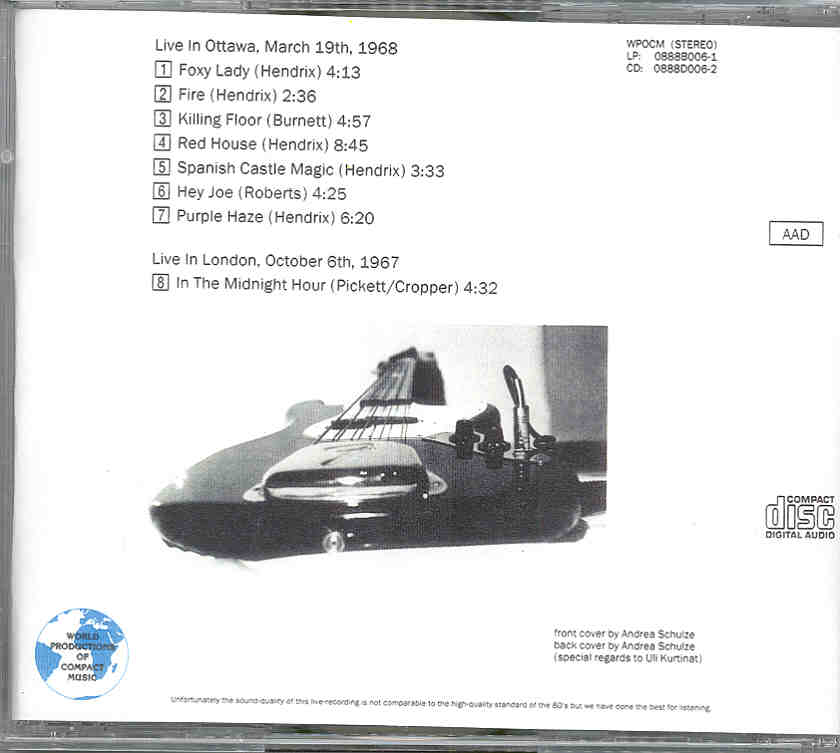 Live In Ottawa, March 19th, 1968
1 Foxy Lady (Hendrix) 4:13
2 Fire (Hendrix) 2:36
3 Killing Floor (Burnett) 4:57
4 Red House (Hendrix) 8:45
5 Spanish Castle Magic (Hendrix) 3:33
6 Hey Joe (Roberts) 4:25
7 Purple Haze (Hendrix) 6:20
Live In London, October 6th, 1967
8 In The Midnight Hour (Pickett/Cropper) 4:32
WPOCM (STEREO)
LP: 0888B006-1
CD: 0888D006-2
AAD
COMPACT
disc
DIGITAL AUDIO
WORLD
PRODUCTIONS
OF
COMPACT
MUSIC
front cover by Andrea Schulze
back cover by Andrea Schulze
(special regards to Uli Kurtinat)
Unfortunately the sound-quality of this live-recording is not comparable to the high-quality standard of the 80's but we have done the best for listening.